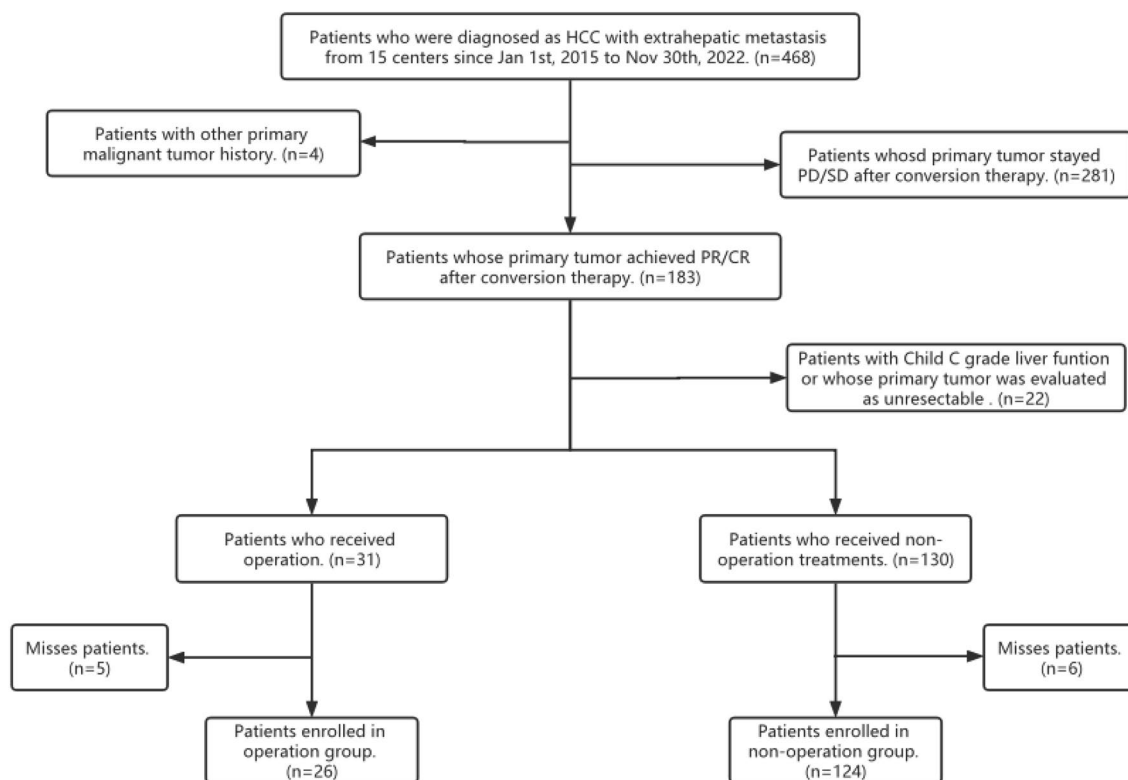 Patients who were diagnosed as HCC with extrahepatic metastasis
from 15 centers since Jan 1st, 2015 to Nov 30th, 2022. (n=468)
Patients with other primary
malignant tumor history. (n=4)
Patients whosd primary tumor stayed
PD/SD after conversion therapy. (n=281)
Patients whose primary tumor achieved PR/CR
after conversion therapy. (n=183)
Patients with Child C grade liver funtion
or whose primary tumor was evaluated
as unresectable . (n=22)
Patients who received
operation. (n=31)
Patients who received non-
operation treatments. (n=130)
Misses patients.
(n=5)
Misses patients.
(n=6)
Patients enrolled in
operation group.
(n=26)
Patients enrolled in
non-operation group.
(n=124)